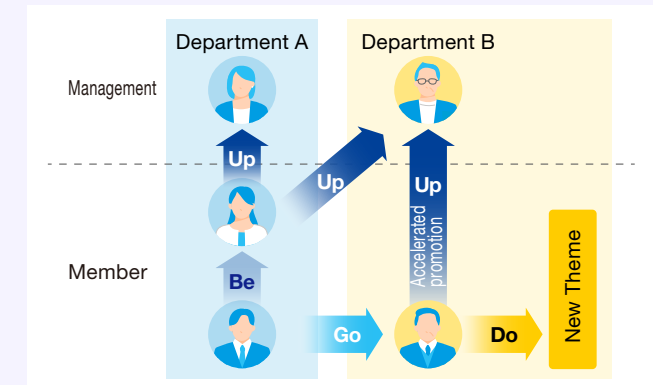 Department A
Department B
Management
Up
Up
Up
Accelerated
promotion
Member
Be
Go
Do
New Theme